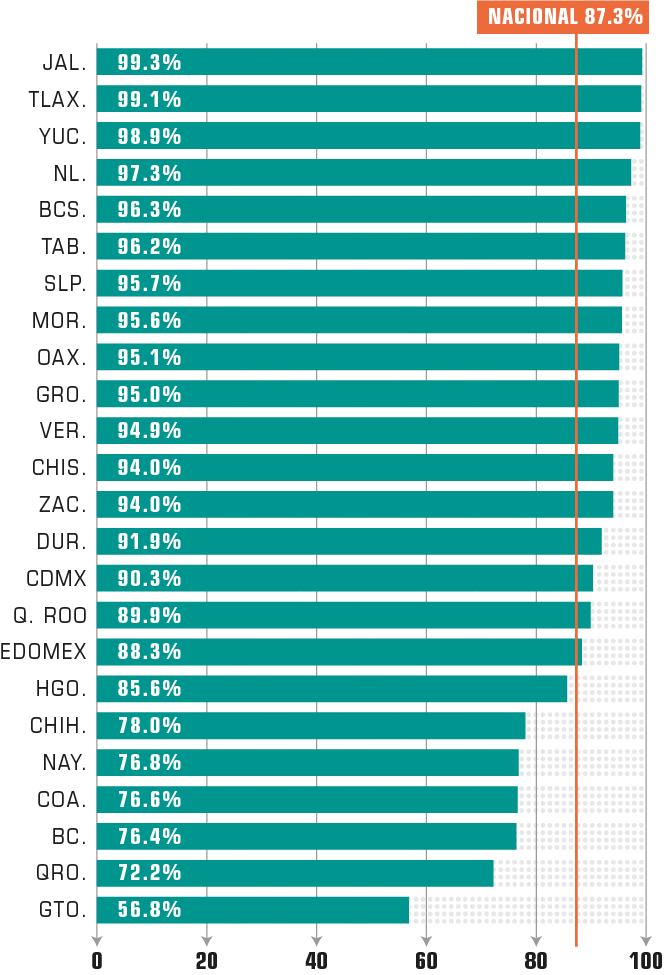 NACIONAL 87.3%
JAL. 99.3%
TLAX. 99.1%
YUC. 98.9%
NL. 97.3%
BCS. 96.3%
TAB. 96.2%
SLP. 95.7%
MOR. 95.6%
OAX. 95.1%
GRO. 95.0%
VER. 94.9%
CHIS. 94.0%
ZAC. 94.0%
DUR. 91.9%
CDMX 90.3%
Q. ROO 89.9%
EDOMEX 88.3%
HGO. 85.6%
CHIH. 78.0%
NAY. 76.8%
COA. 76.6%
BC. 76.4%
QRO. 72.2%
GTO. 56.8%
0 20 40 60 80 100